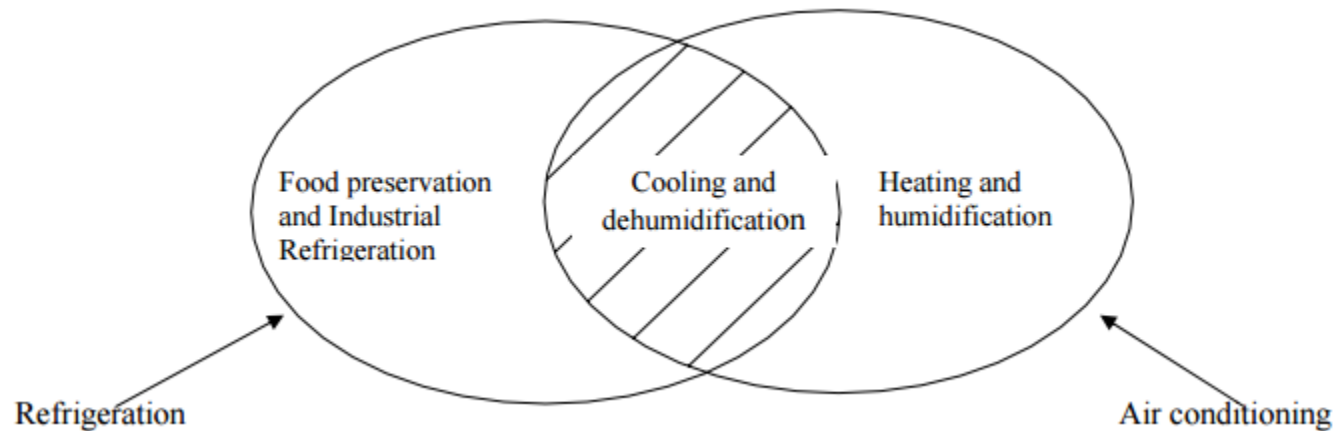 Food preservation
and Industrial
Refrigeration
Cooling and
dehumidification
Heating and
humidification
Refrigeration
Air conditioning